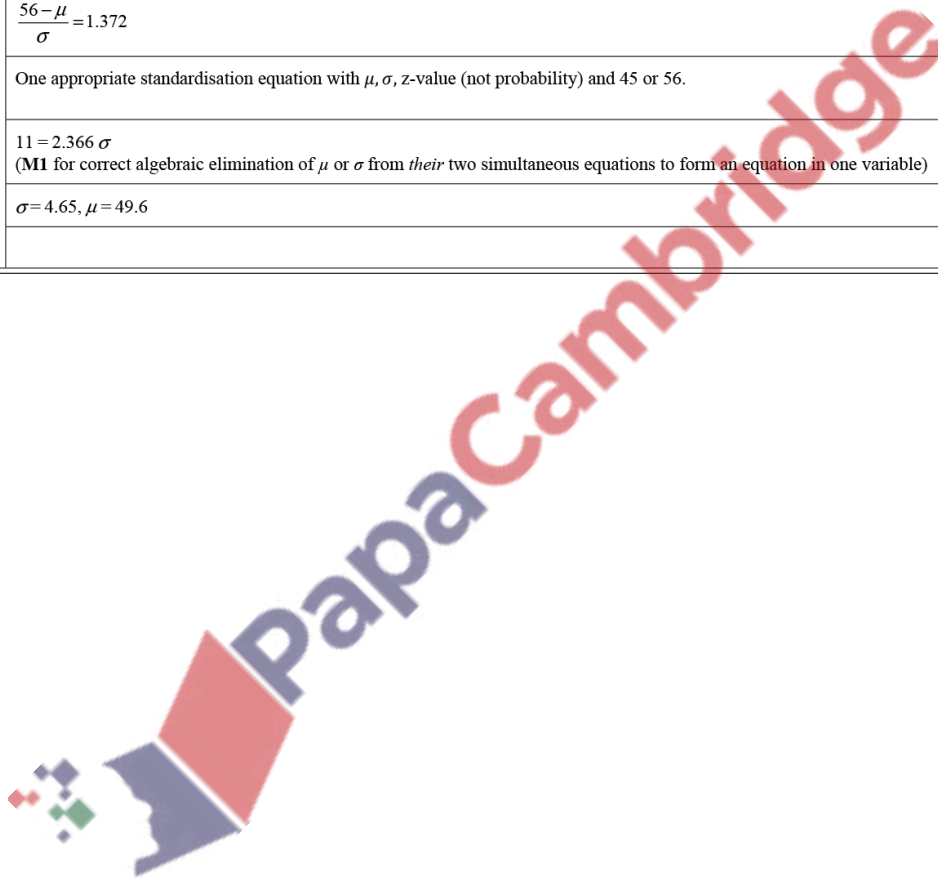 56 − μ
σ
=1.372
One appropriate standardisation equation with μ, σ, z-value (not probability) and 45 or 56.
11 = 2.366 σ
(M1 for correct algebraic elimination of μ or σ from their two simultaneous equations to form an equation in one variable)
σ = 4.65, μ = 49.6
PapaCambridge